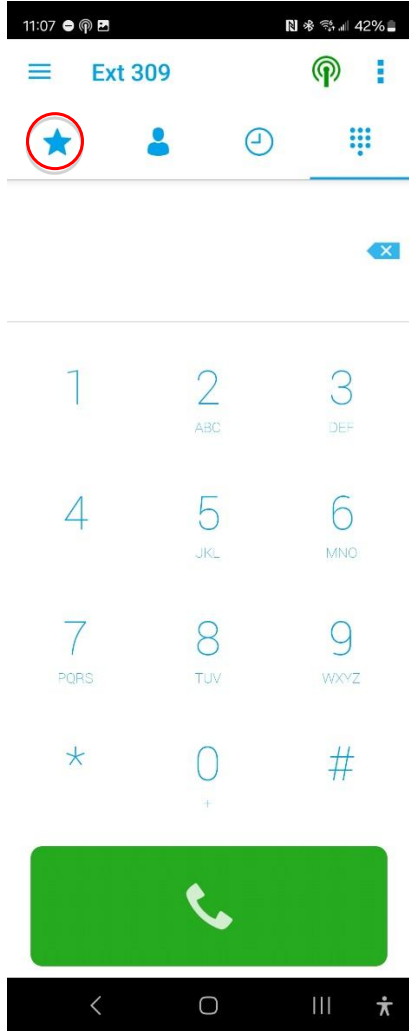 11:07 42%
Ext 309
1 2 3
ABC DEF
4 5 6
JKL MNO
7 8 9
PQRS TUV WXYZ
* 0 #
+